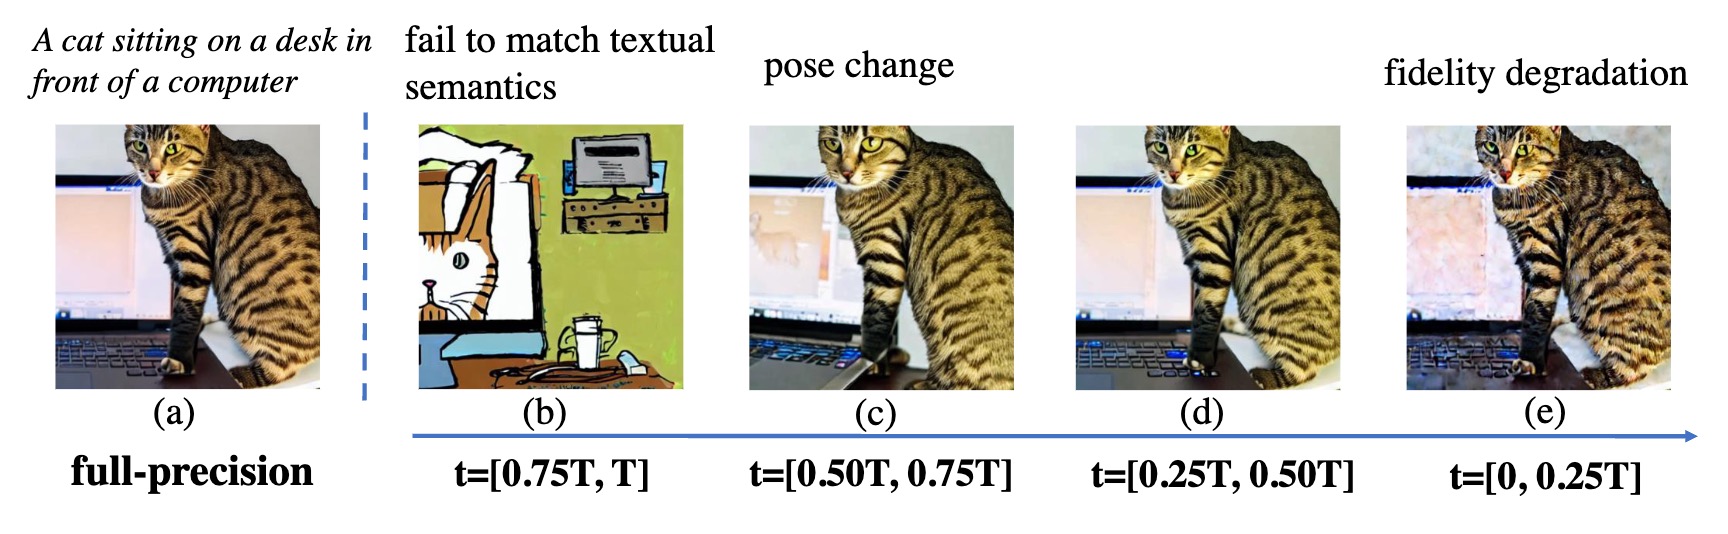 A cat sitting on a desk in
front of a computer
fail to match textual
semantics
pose change
fidelity degradation
(a)
(b)
(c)
(d)
(e)
full-precision
t=[0.75T, T]
t=[0.50T, 0.75T]
t=[0.25T, 0.50T]
t=[0, 0.25T]